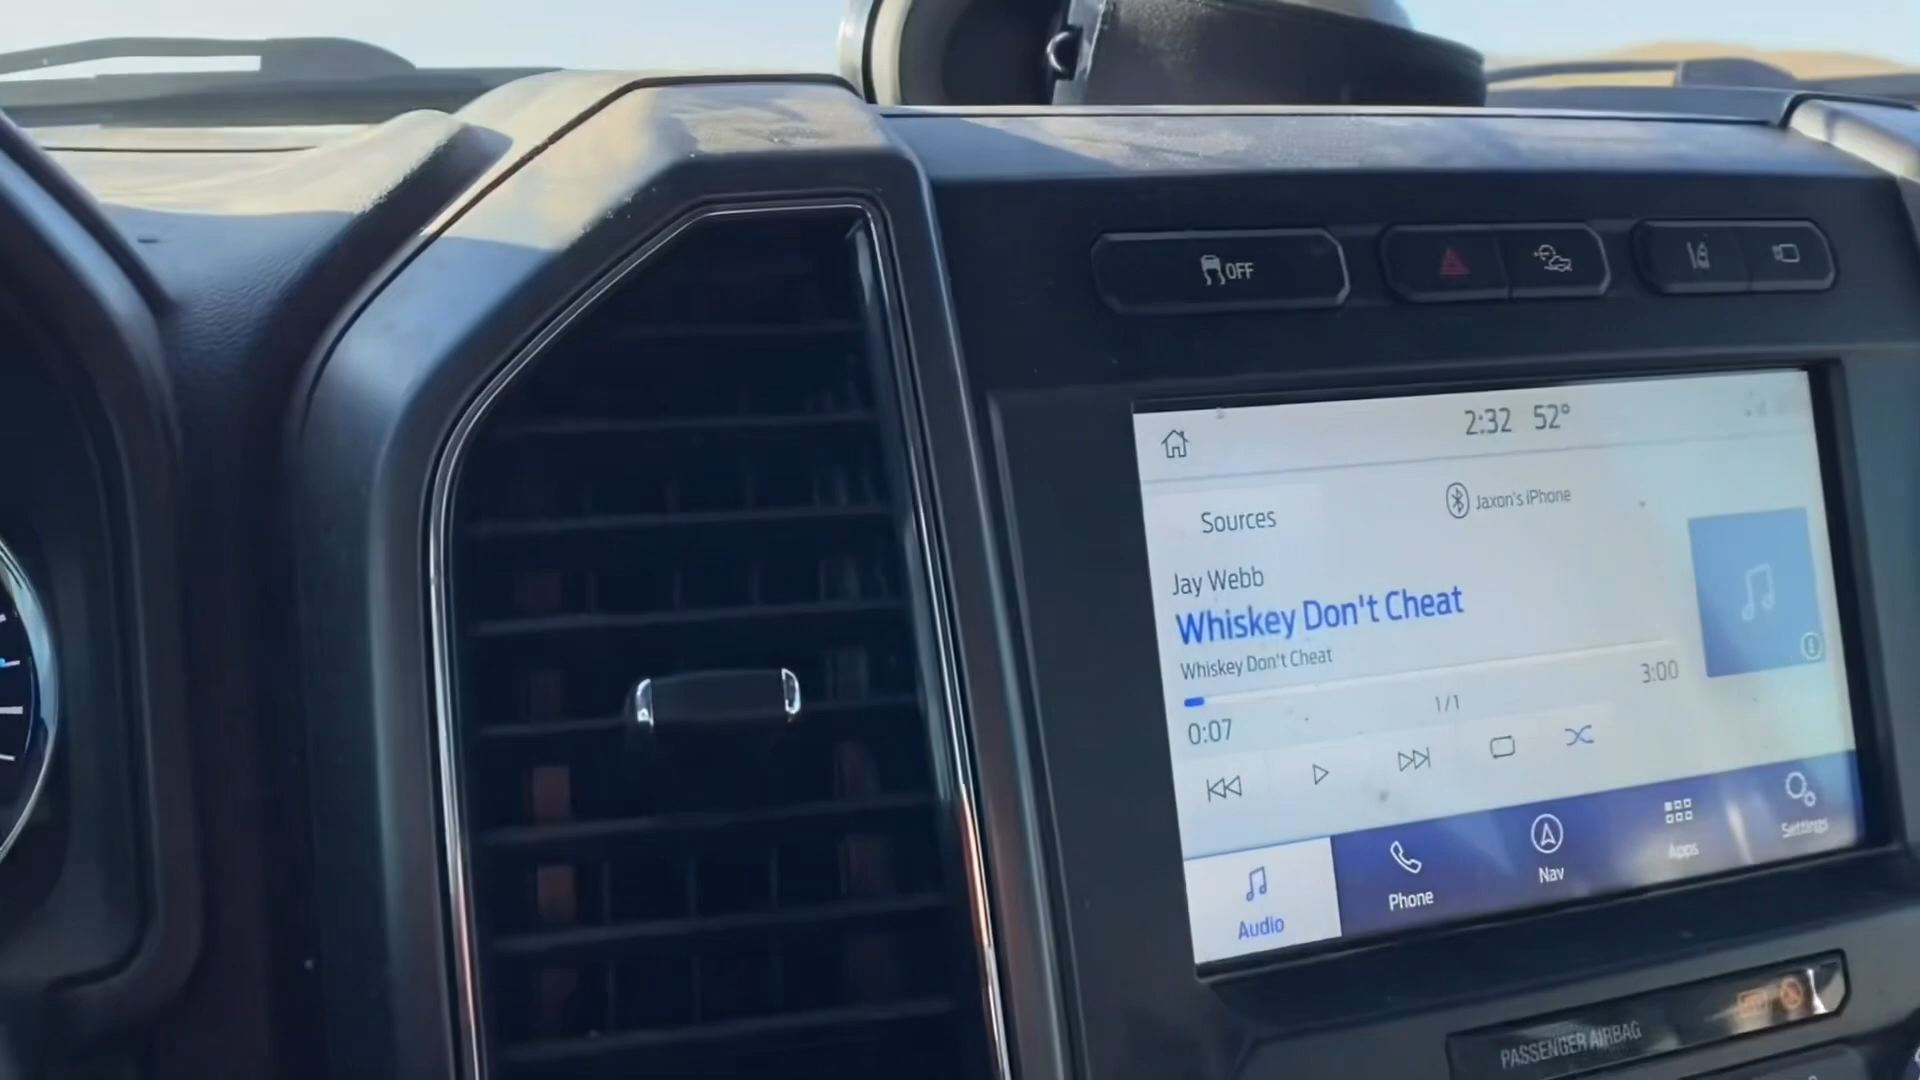 OFF
2:32 52°
Jaxon's iPhone
Sources
Jay Webb
Whiskey Don't Cheat
Whiskey Don't Cheat
3:00
1/1
0:07
Audio
Phone
Nav
Apps
Settings
PASSENGER AIRBAG